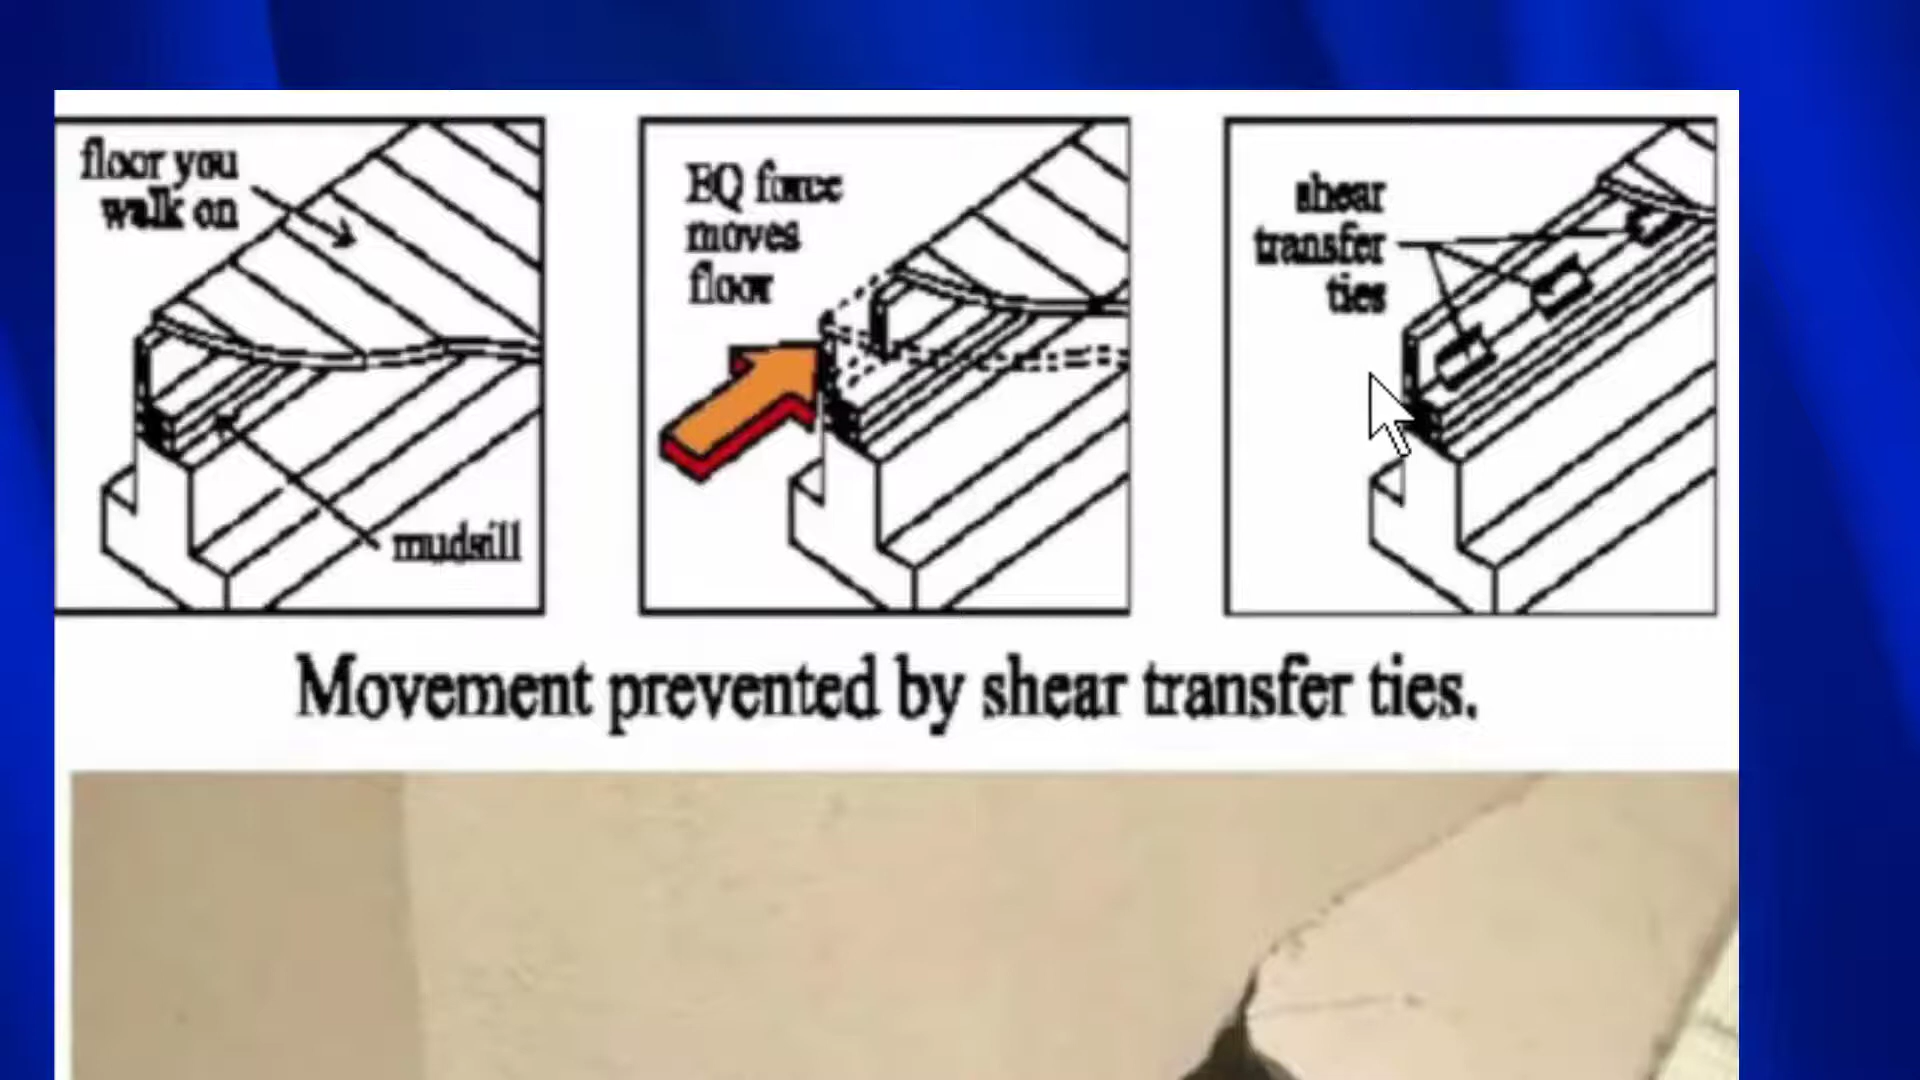 floor you
walk on
mudsill
EQ force
moves
floor
shear
transfer
ties
Movement prevented by shear transfer ties.